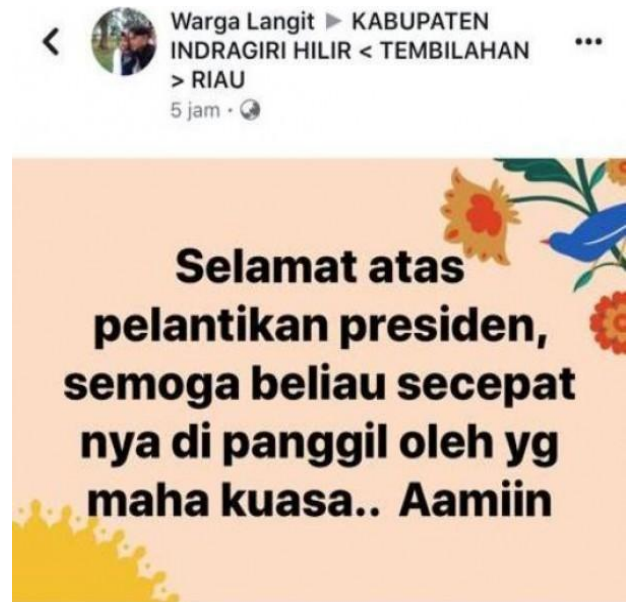 Warga Langit ▶ KABUPATEN
INDRAGIRI HILIR < TEMBILAHAN
> RIAU
5 jam ·
Selamat atas
pelantikan presiden,
semoga beliau secepat
nya di panggil oleh yg
maha kuasa.. Aamiin